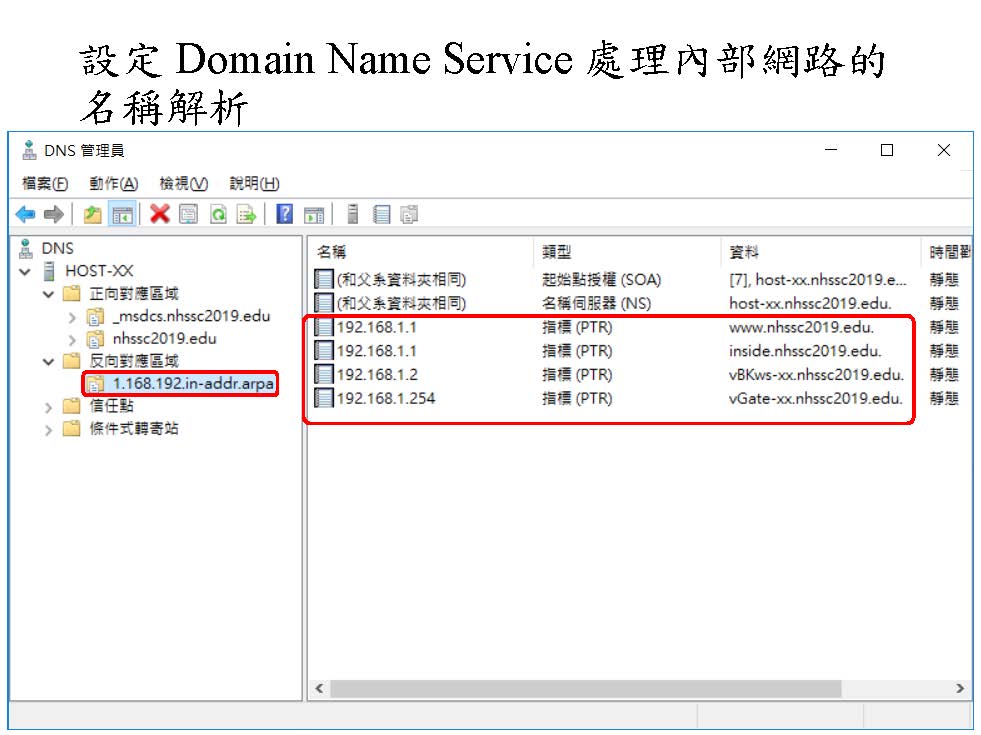 設定 Domain Name Service 處理內部網路的
名稱解析
DNS 管理員
檔案(F) 動作(A) 檢視(V) 說明(H)
DNS
HOST-XX
正向對應區域
_msdcs.nhssc2019.edu
nhssc2019.edu
反向對應區域
1.168.192.in-addr.arpa
信任點
條件式轉寄站
名稱 類型 資料 時間戳
(和父系資料夾相同) 起始點授權 (SOA) [7], host-xx.nhssc2019.e... 靜態
(和父系資料夾相同) 名稱伺服器 (NS) host-xx.nhssc2019.edu. 靜態
192.168.1.1 指標 (PTR) www.nhssc2019.edu. 靜態
192.168.1.1 指標 (PTR) inside.nhssc2019.edu. 靜態
192.168.1.2 指標 (PTR) vBKws-xx.nhssc2019.edu. 靜態
192.168.1.254 指標 (PTR) vGate-xx.nhssc2019.edu. 靜態